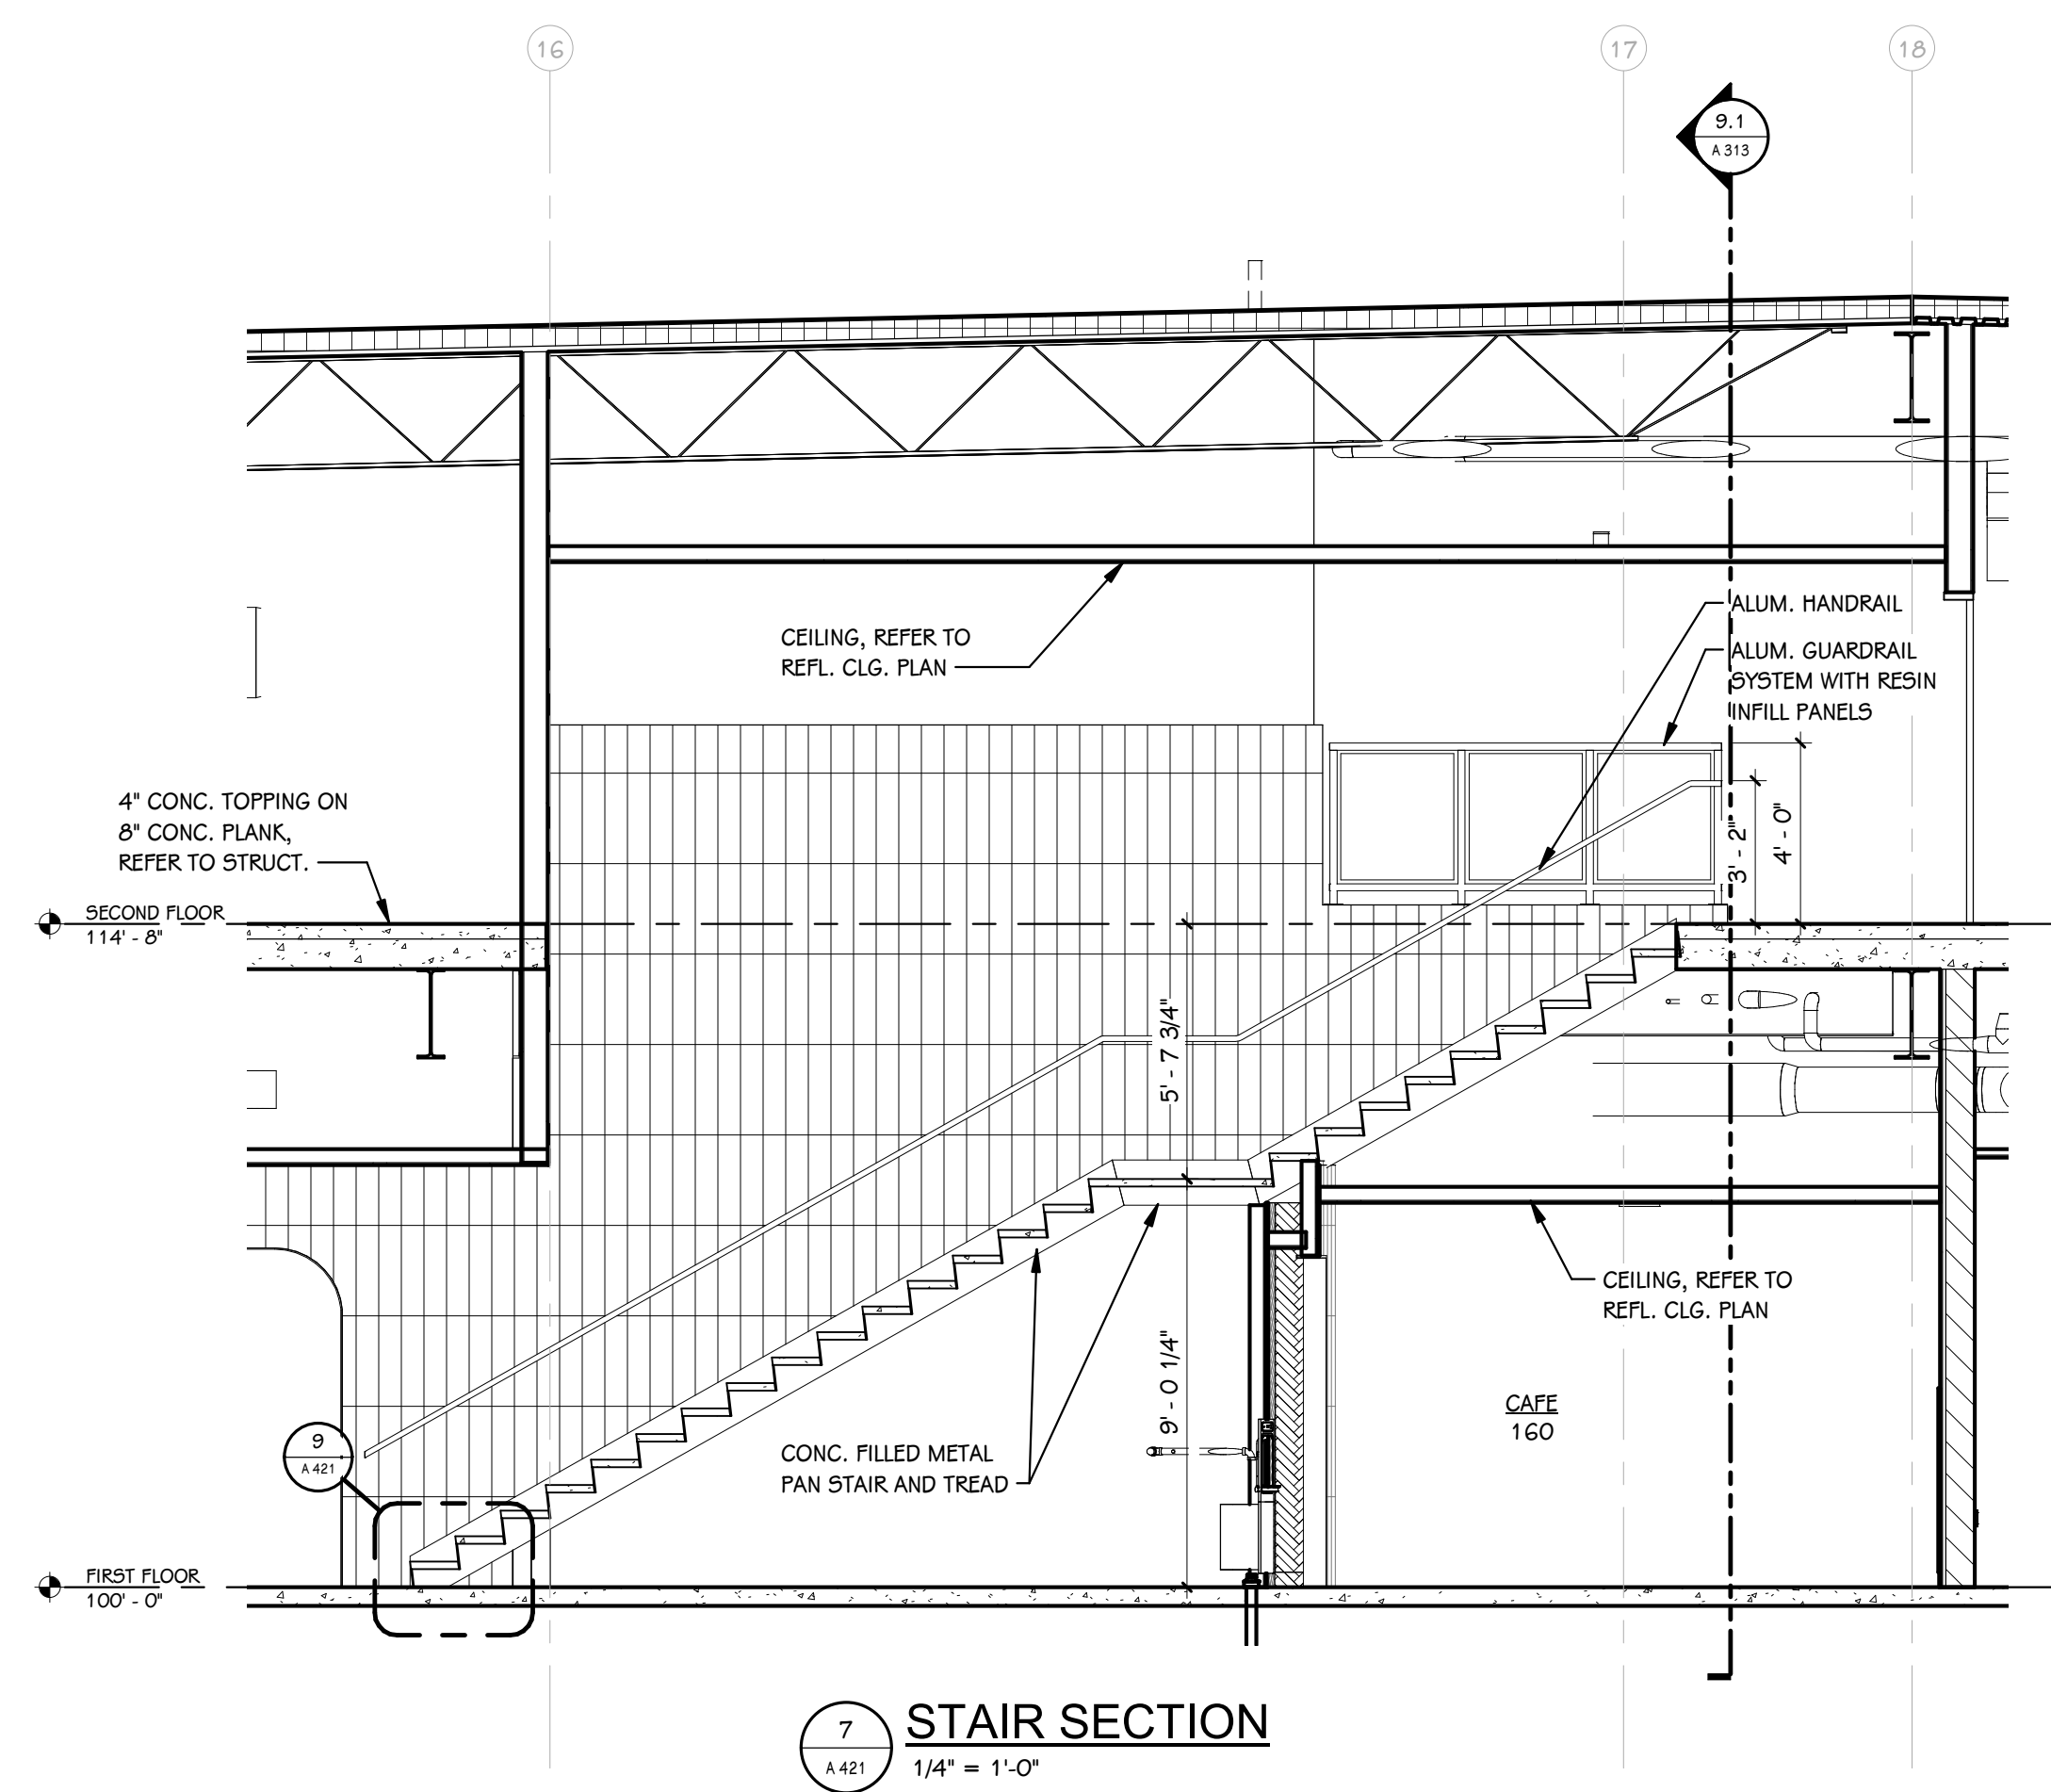 16
17
18
9.1
A 313
ALUM. HANDRAIL
CEILING, REFER TO
REFL. CLG. PLAN
ALUM. GUARDRAIL
SYSTEM WITH RESIN
INFILL PANELS
4" CONC. TOPPING ON
8" CONC. PLANK,
REFER TO STRUCT.
3' - 2"
4' - 0"
SECOND FLOOR
114' - 8"
5' - 7 3/4"
CEILING, REFER TO
REFL. CLG. PLAN
9' - 0 1/4"
CAFE
160
9
A 421
CONC. FILLED METAL
PAN STAIR AND TREAD
FIRST FLOOR
100' - 0"
7
A 421
STAIR SECTION
1/4" = 1'-0"